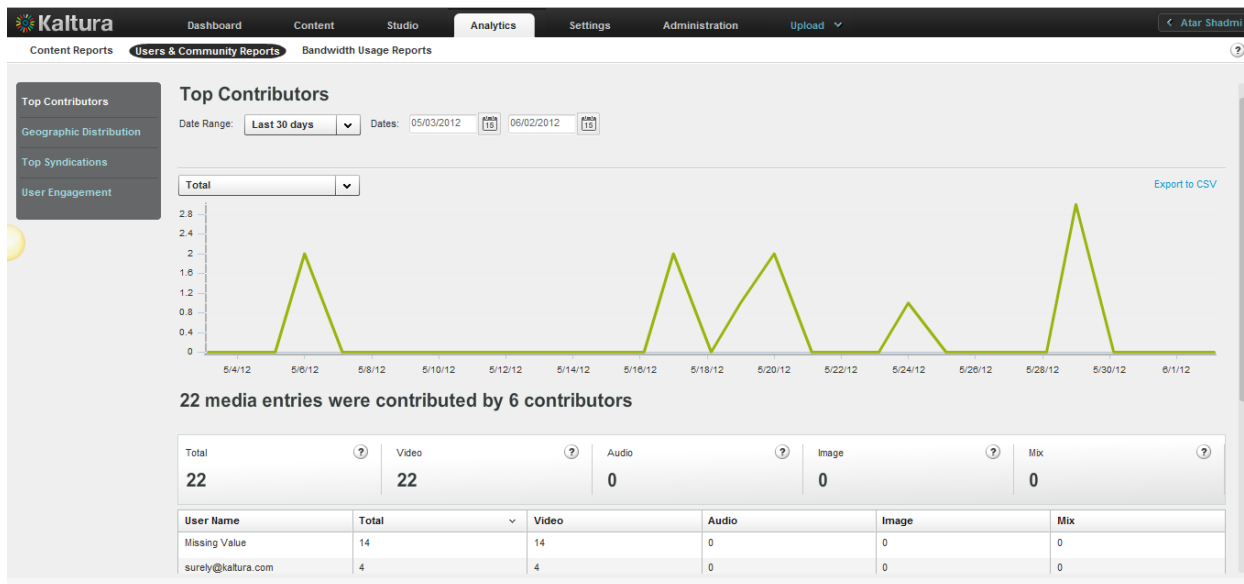 Kaltura Dashboard Content Studio Analytics Settings Administration Upload Atar Shadmi
Content Reports Users & Community Reports Bandwidth Usage Reports ?
Top Contributors
Geographic Distribution
Top Syndications
User Engagement
Top Contributors
Date Range: Last 30 days Dates: 05/03/2012 15 06/02/2012 15
Total Export to CSV
2.8
2.4
2
1.6
1.2
0.8
0.4
0
5/4/12 5/6/12 5/8/12 5/10/12 5/12/12 5/14/12 5/16/12 5/18/12 5/20/12 5/22/12 5/24/12 5/26/12 5/28/12 5/30/12 6/1/12
22 media entries were contributed by 6 contributors
Total ? Video ? Audio ? Image ? Mix ?
22 22 0 0 0
User Name Total Video Audio Image Mix
Missing Value 14 14 0 0 0
surely@kaltura.com 4 4 0 0 0